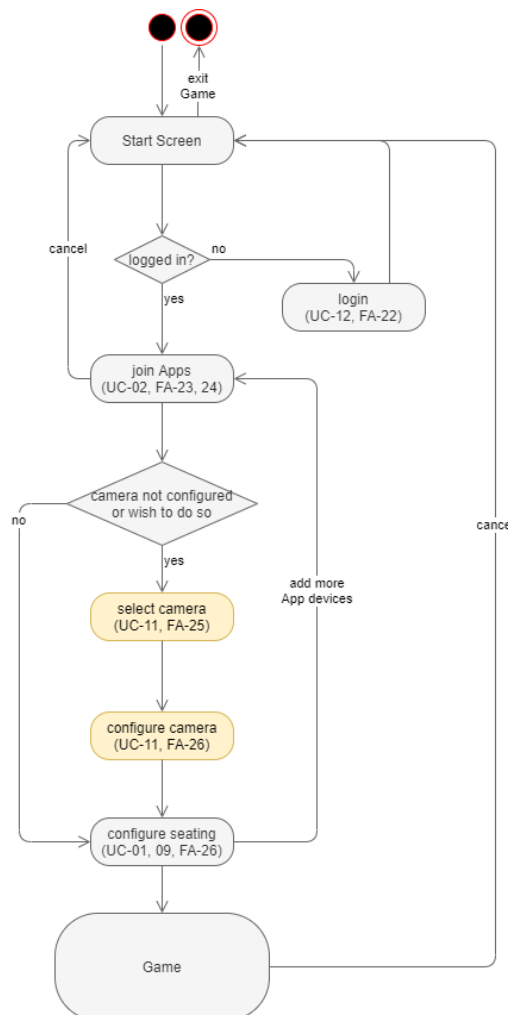 exit
Game
Start Screen
cancel
logged in?
no
yes
login
(UC-12, FA-22)
join Apps
(UC-02, FA-23, 24)
camera not configured
or wish to do so
no
yes
cance
add more
App devices
select camera
(UC-11, FA-25)
configure camera
(UC-11, FA-26)
configure seating
(UC-01, 09, FA-26)
Game